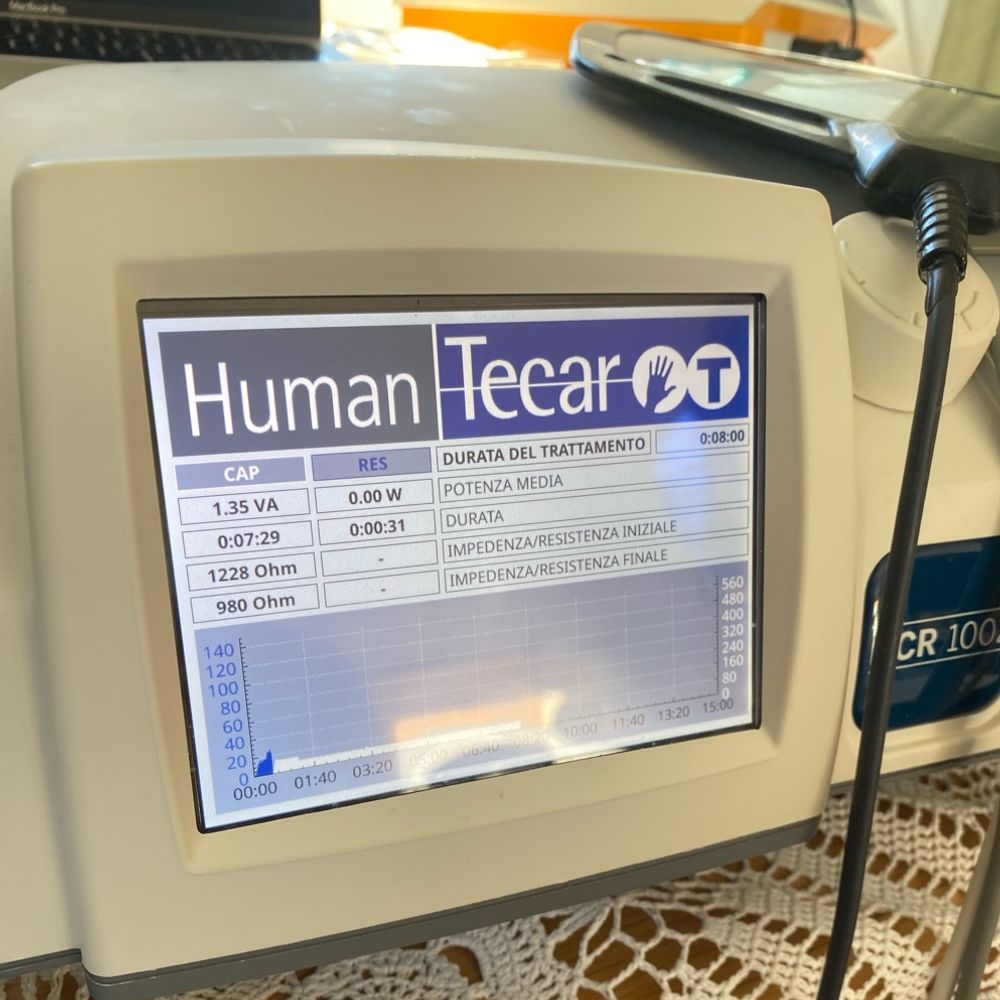 MacBook Pro
Human Tecar T
CAP RES DURATA DEL TRATTAMENTO 0:08:00
1.35 VA 0.00 W POTENZA MEDIA
0:07:29 0:00:31 DURATA
1228 Ohm - IMPEDENZA/RESISTENZA INIZIALE
980 Ohm - IMPEDENZA/RESISTENZA FINALE
560
480
400
320
240
160
80
0
140
120
100
80
60
40
20
0
00:00 01:40 03:20 05:00 06:40 08:20 10:00 11:40 13:20 15:00
CR 100